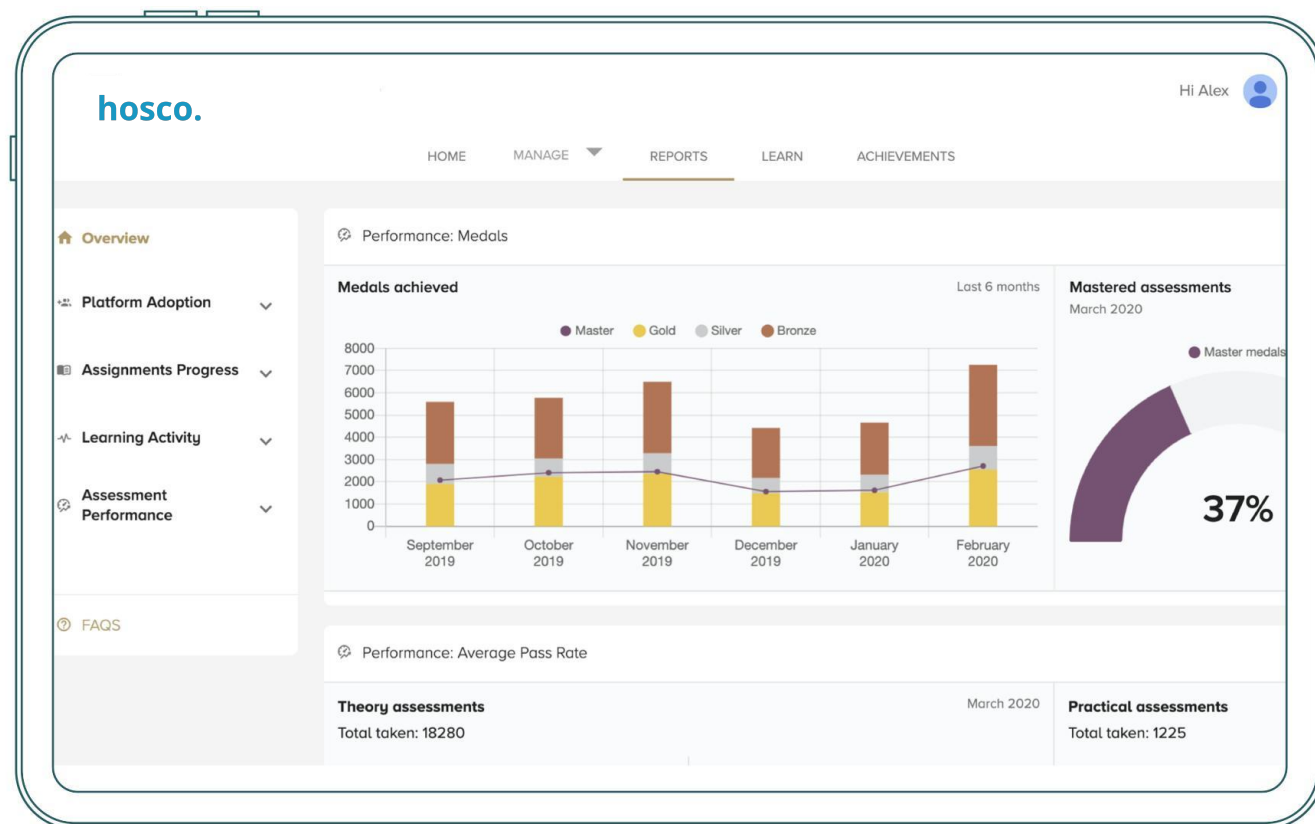 hosco.
Hi Alex
HOME MANAGE REPORTS LEARN ACHIEVEMENTS
Overview
Platform Adoption
Assignments Progress
Learning Activity
Assessment
Performance
FAQS
Performance: Medals
Medals achieved
Last 6 months
Master Gold Silver Bronze
8000
7000
6000
5000
4000
3000
2000
1000
0
September October November December January February
2019 2019 2019 2019 2020 2020
Mastered assessments
March 2020
Master medals
37%
Performance: Average Pass Rate
Theory assessments
March 2020
Total taken: 18280
Practical assessments
Total taken: 1225